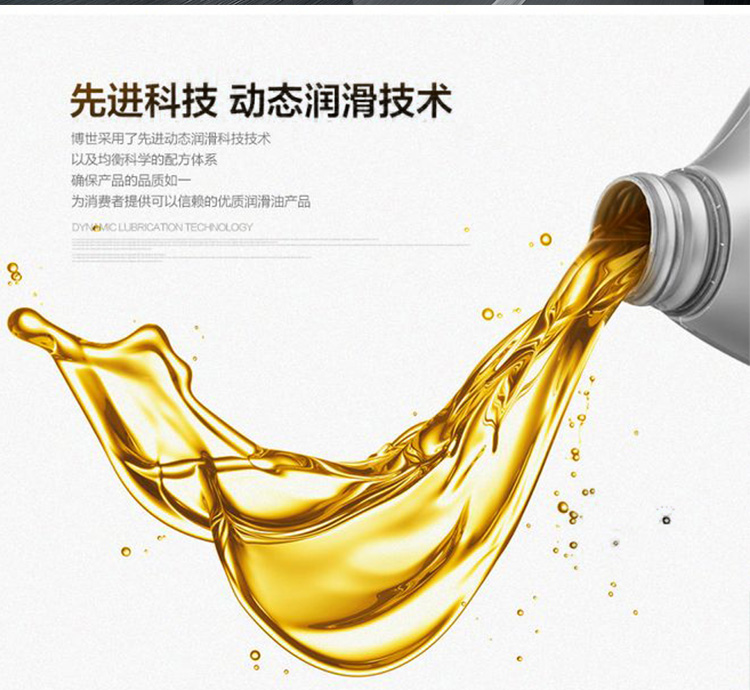 先进科技 动态润滑技术
博世采用了先进动态润滑科技技术
以及均衡科学的配方体系
确保产品的品质如一
为消费者提供可以信赖的优质润滑油产品
DYNAMIC LUBRICATION TECHNOLOGY